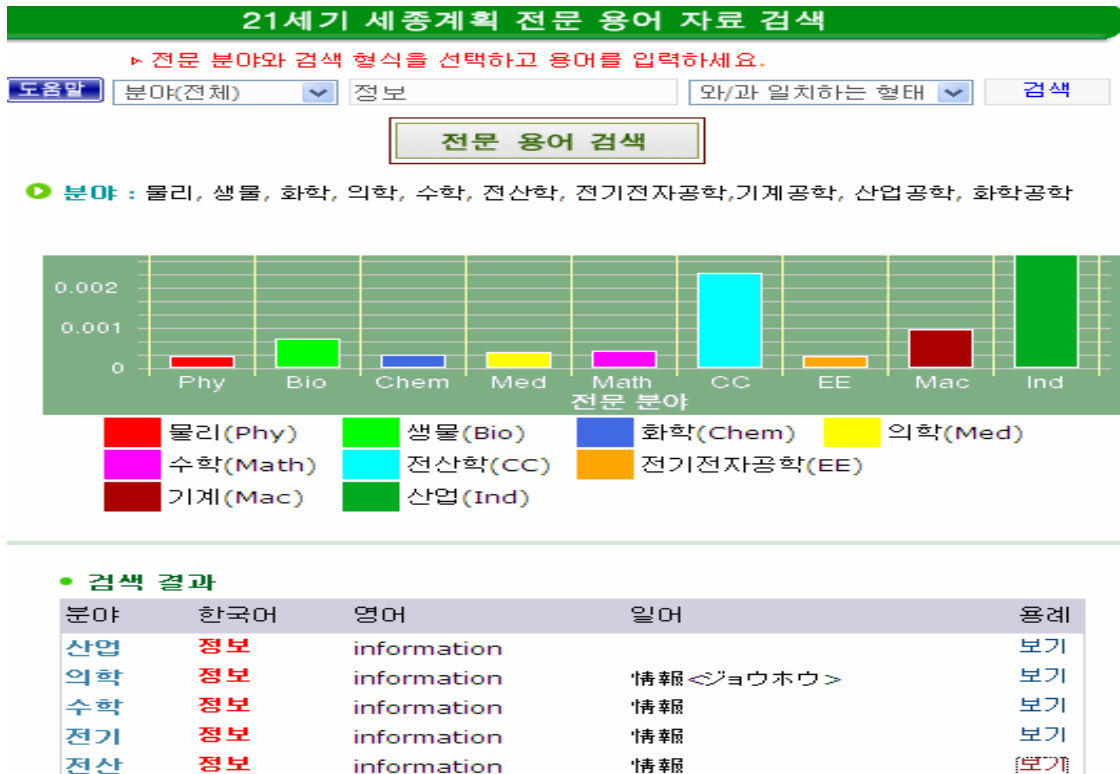 21세기 세종계획 전문 용어 자료 검색
▹ 전문 분야와 검색 형식을 선택하고 용어를 입력하세요.
도움말 분야(전체) 정보 와/과 일치하는 형태 검색
전문 용어 검색
분야 : 물리, 생물, 화학, 의학, 수학, 전산학, 전기전자공학,기계공학, 산업공학, 화학공학
0.002
0.001
0
Phy Bio Chem Med Math CC EE Mac Ind
전문 분야
물리(Phy) 생물(Bio) 화학(Chem) 의학(Med)
수학(Math) 전산학(CC) 전기전자공학(EE)
기계(Mac) 산업(Ind)
• 검색 결과
분야 한국어 영어 일어 용례
산업 정보 information 보기
의학 정보 information 情報<ジョウホウ> 보기
수학 정보 information 情報 보기
전기 정보 information 情報 보기
전산 정보 information 情報 보기